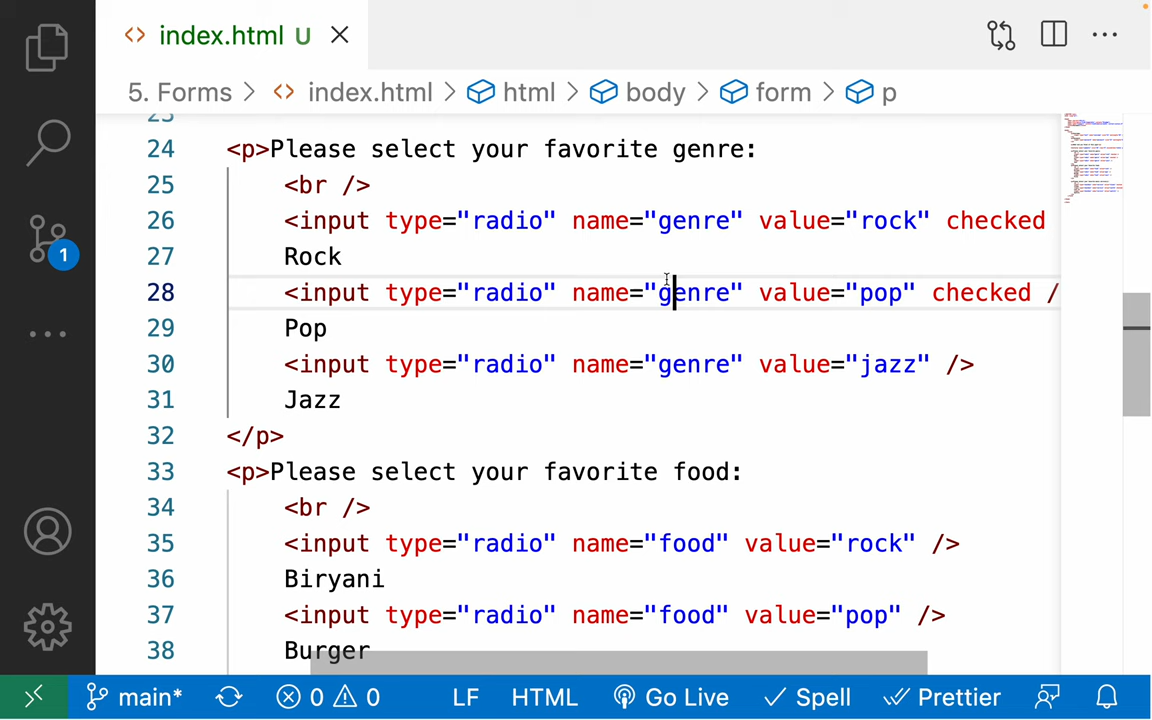 index.html U
5. Forms > index.html > html > body > form > p
23
24 <p>Please select your favorite genre:
25 <br />
26 <input type="radio" name="genre" value="rock" checked
27 Rock
28 <input type="radio" name="genre" value="pop" checked /
29 Pop
30 <input type="radio" name="genre" value="jazz" />
31 Jazz
32 </p>
33 <p>Please select your favorite food:
34 <br />
35 <input type="radio" name="food" value="rock" />
36 Biryani
37 <input type="radio" name="food" value="pop" />
38 Burger
1
main* 0 0 LF HTML Go Live Spell Prettier